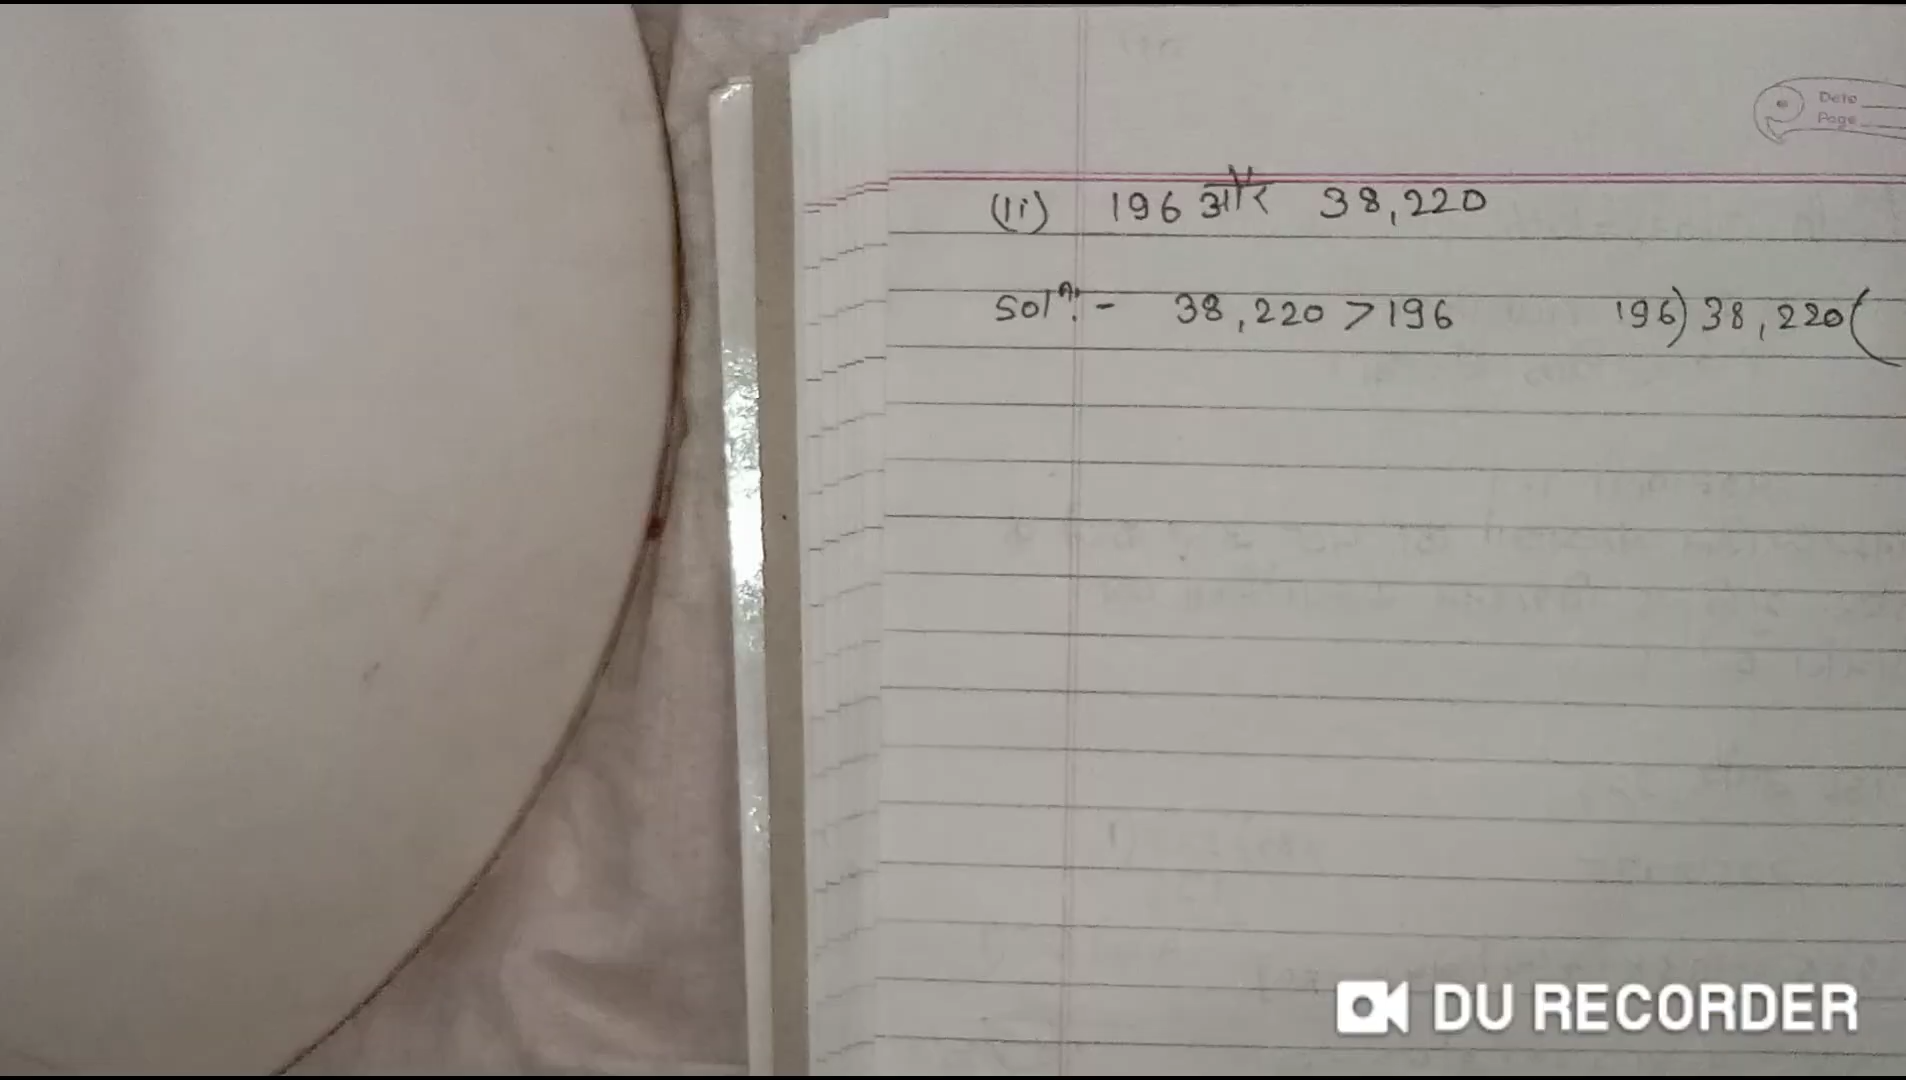 Date
Page
(ii) 196 और 38,220
Solⁿ:- 38,220 > 196 196) 38,220 (
DU RECORDER